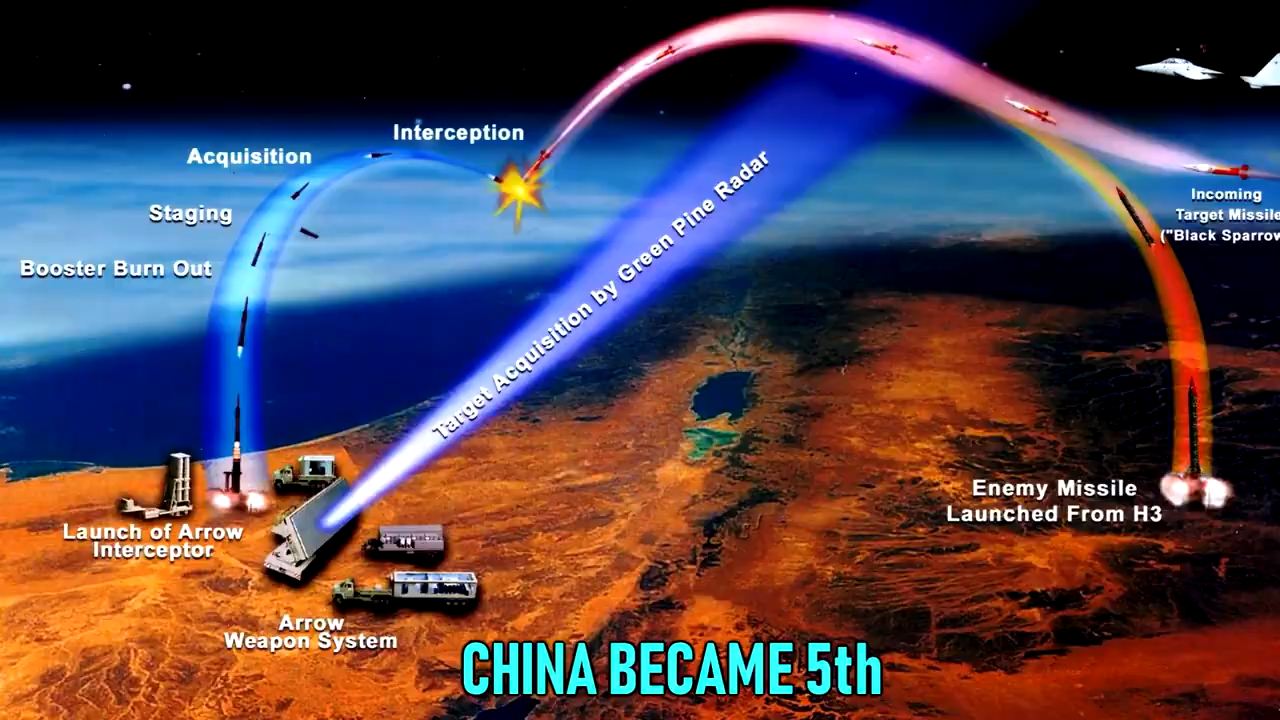 Interception
Acquisition
Staging
Booster Burn Out
Target Acquisition by Green Pine Radar
Incoming
Target Missile
("Black Sparrow
Enemy Missile
Launched From H3
Launch of Arrow
Interceptor
Arrow
Weapon System
CHINA BECAME 5th